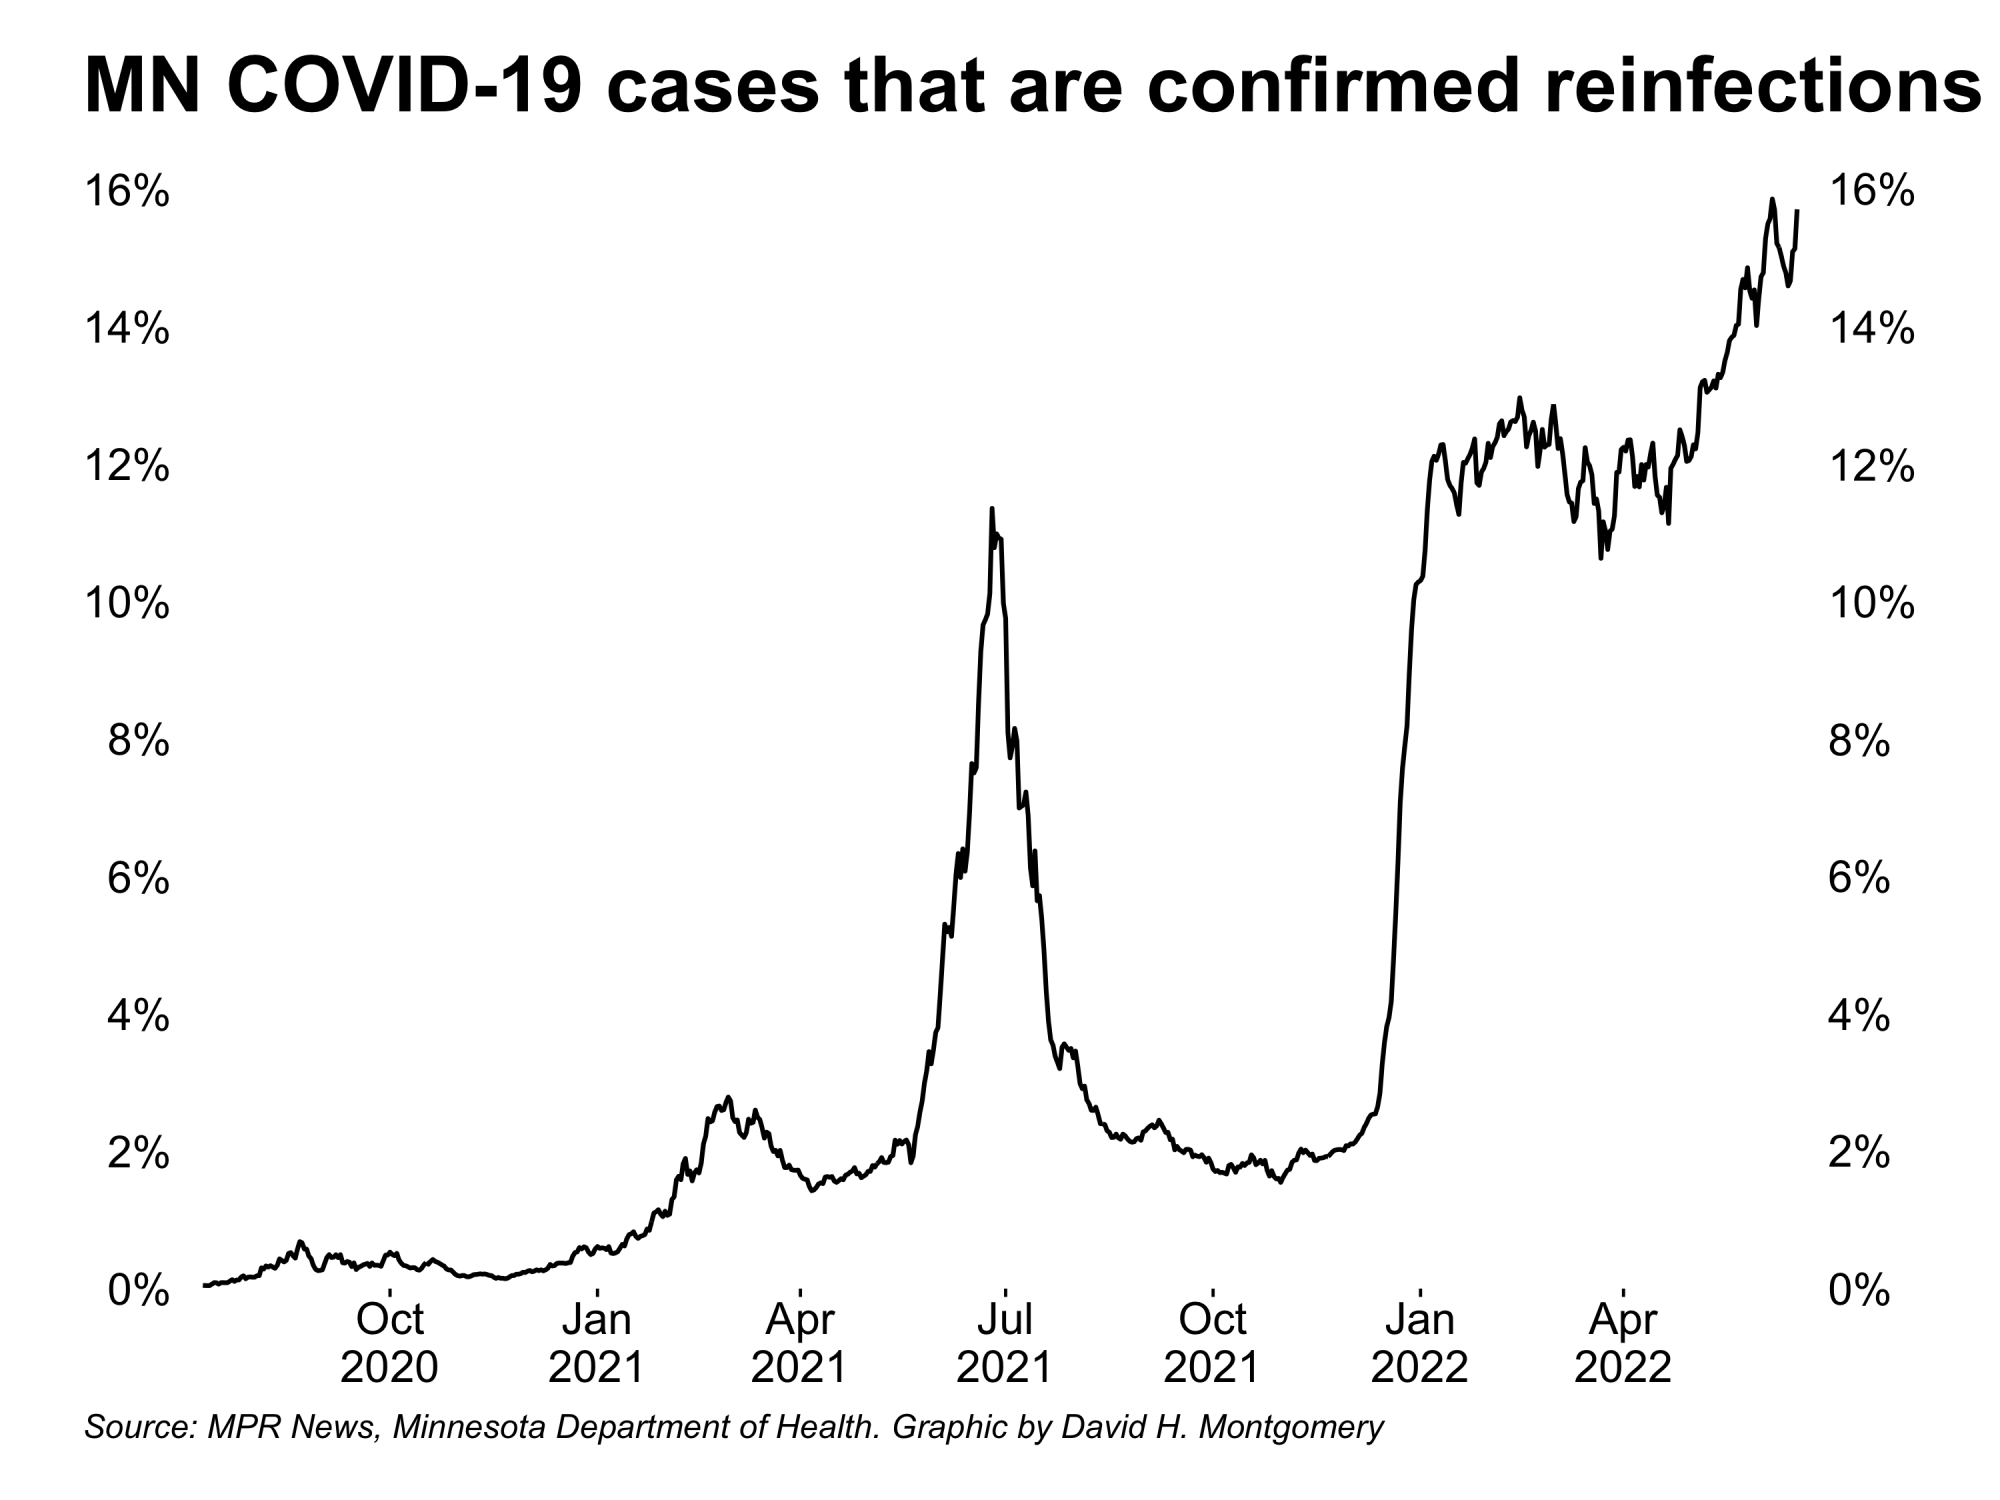 MN COVID-19 cases that are confirmed reinfections
16% 16%
14% 14%
12% 12%
10% 10%
8% 8%
6% 6%
4% 4%
2% 2%
0% 0%
Oct Jan Apr Jul Oct Jan Apr
2020 2021 2021 2021 2021 2022 2022
Source: MPR News, Minnesota Department of Health. Graphic by David H. Montgomery